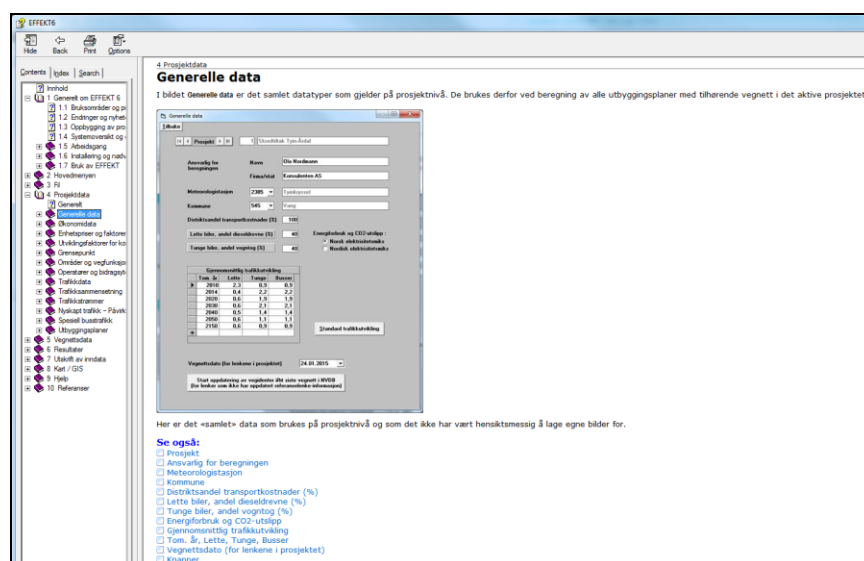 EFFEKT6
Hide Back Print Options
Contents Index Search
Innhold
1 Generelt om EFFEKT 6
1.1 Bruksområder og pr
1.2 Endringer og nyhet
1.3 Oppbygging av pro
1.4 Systemoversikt og
1.5 Arbeidsgang
1.6 Installering og nødv
1.7 Bruk av EFFEKT
2 Hovedmenyen
3 Fil
4 Prosjektdata
Generelt
Generelle data
Økonomidata
Enhetspriser og faktorer
Utviklingsfaktorer for ko
Grensepunkt
Områder og vegfunksjon
Operatører og bidragsyt
Trafikkdata
Trafikksammensetning
Trafikkstrømmer
Nyskapt trafikk – Påvirk
Spesiell busstrafikk
Utbyggingsplaner
5 Vegnettsdata
6 Resultater
7 Utskrift av inndata
8 Kart / GIS
9 Hjelp
10 Referanser
4 Prosjektdata
Generelle data
I bildet Generelle data er det samlet datatyper som gjelder på prosjektnivå. De brukes derfor ved beregning av alle utbyggingsplaner med tilhørende vegnett i det aktive prosjektet
Generelle data
Tilbake
Prosjekt 1 Strekktiltak Tyin-Årdal
Ansvarlig for beregningen Navn Ola Nordmann
Firma/etat Konsulenten AS
Meteorologistasjon 2305
Kommune 545 Vang
Distriktsandel transportkostnader (%) 100
Lette biler, andel dieseldrevne (%) 40 Energiforbruk og CO2-utslipp :
Norsk elektrisitetsmiks
Tunge biler, andel vogntog (%) 40 Nordisk elektrisitetsmiks
Gjennomsnittlig trafikkutvikling
Tom. år Lette Tunge Busser
2010 2,3 0,9 0,9
2014 0,4 2,2 2,2
2020 0,6 1,9 1,9
2030 0,6 2,1 2,1
2040 0,5 1,4 1,4
2050 0,6 1,1 1,1
2150 0,6 0,9 0,9
Standard trafikkutvikling
Vegnettsdato (for lenkene i prosjektet) 24.01.2015
Start oppdatering av vegidenter iht siste vegnett i NVDB
(for lenker som ikke har oppdatert referanselenke-informasjon)
Her er det «samlet» data som brukes på prosjektnivå og som det ikke har vært hensiktsmessig å lage egne bilder for.
Se også:
Prosjekt
Ansvarlig for beregningen
Meteorologistasjon
Kommune
Distriktsandel transportkostnader (%)
Lette biler, andel dieseldrevne (%)
Tunge biler, andel vogntog (%)
Energiforbruk og CO2-utslipp
Gjennomsnittlig trafikkutvikling
Tom. år, Lette, Tunge, Busser
Vegnettsdato (for lenkene i prosjektet)
Knapper